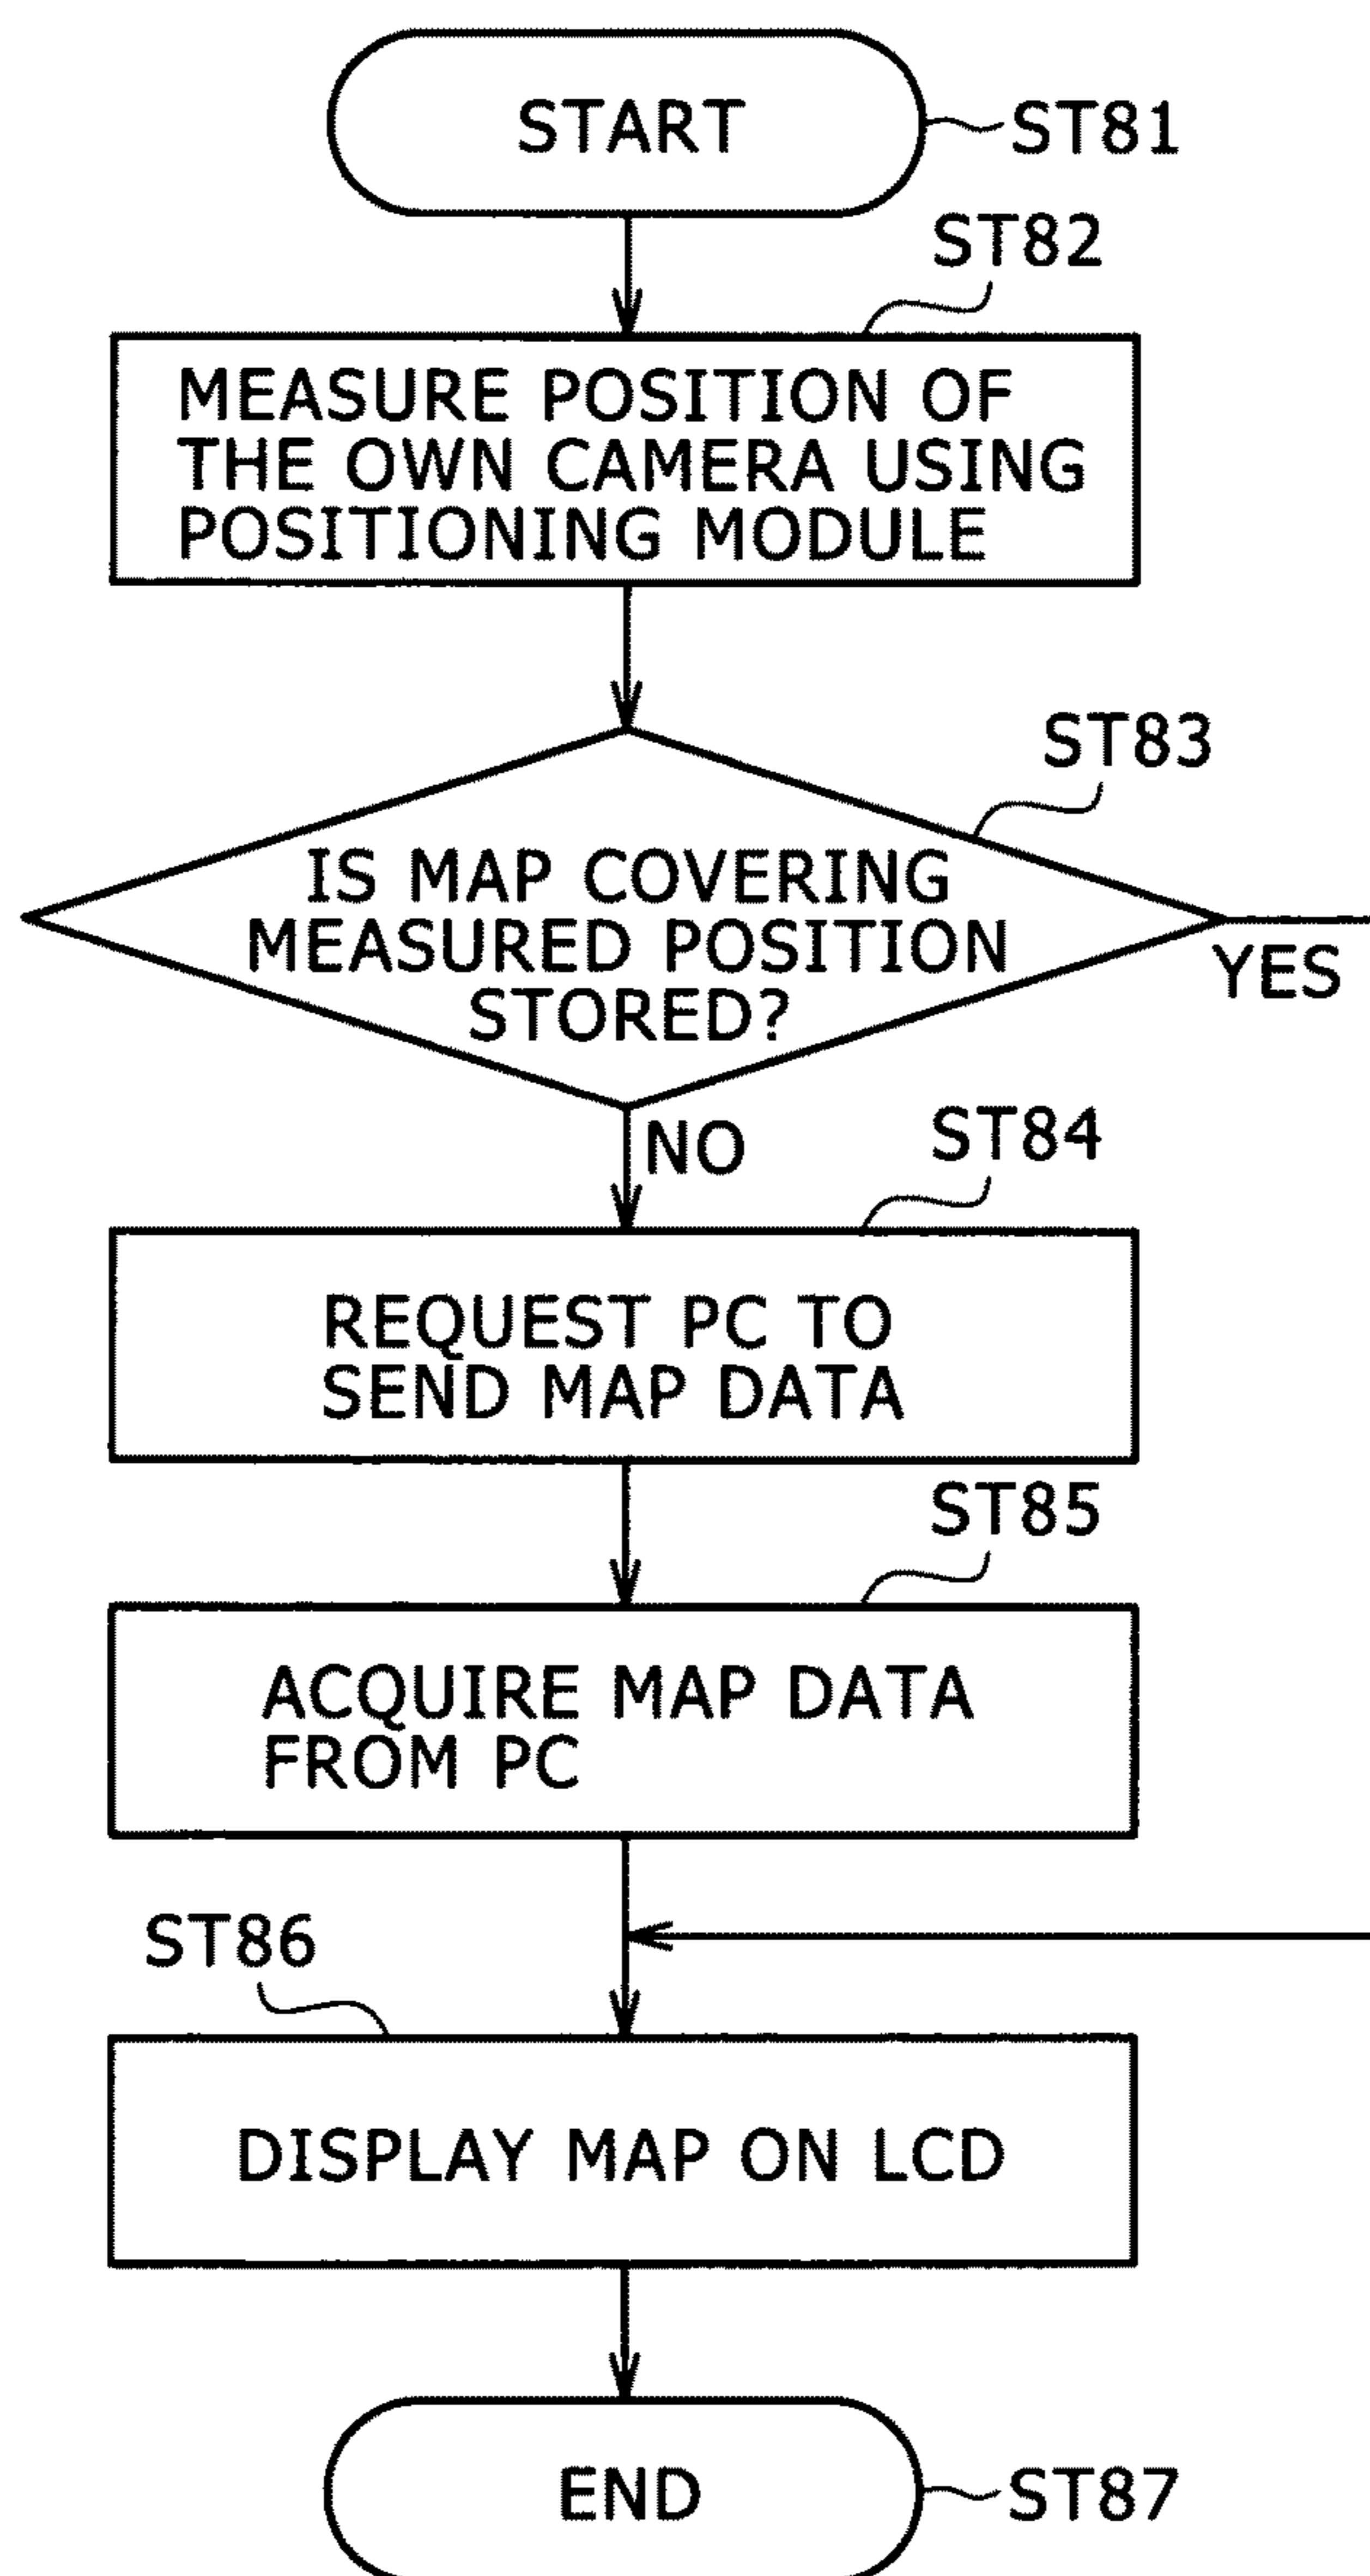 START
ST81
ST82
MEASURE POSITION OF
THE OWN CAMERA USING
POSITIONING MODULE
ST83
IS MAP COVERING
MEASURED POSITION
STORED?
YES
NO
ST84
REQUEST PC TO
SEND MAP DATA
ST85
ACQUIRE MAP DATA
FROM PC
ST86
DISPLAY MAP ON LCD
END
ST87